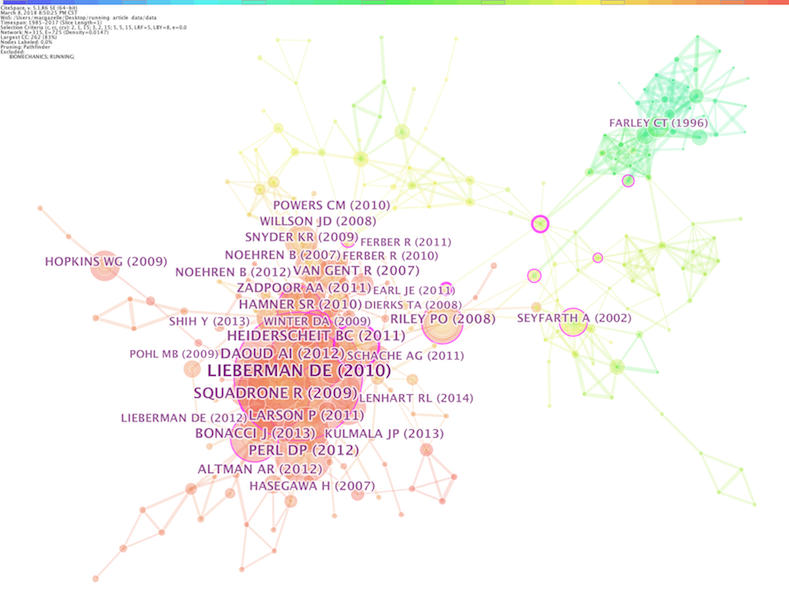 CiteSpace, v. 5.1.R6 SE (64-bit)
March 6, 2018 8:50:25 PM CST
WoS: /Users/margazelle/Desktop/running article data/data
Timespan: 1985-2017 (Slice Length=1)
Selection Criteria (c, cc, ccv): 2, 1, 15; 3, 2, 15; 5, 5, 15, LRF=5, LBY=8, e=0.0
Network: N=315, E=725 (Density=0.0147)
Largest CC: 262 (83%)
Nodes Labeled: 0.0%
Pruning: Pathfinder
Excluded:
BIOMECHANICS; RUNNING;
FARLEY CT (1996)
POWERS CM (2010)
WILLSON JD (2008)
SNYDER KR (2009) FERBER R (2011)
NOEHREN B (2007) FERBER R (2010)
HOPKINS WG (2009)
NOEHREN B (2012) VAN GENT R (2007)
ZADPOOR AA (2011) EARL JE (2011)
HAMNER SR (2010) DIERKS TA (2008)
SHIH Y (2013) WINTER DA (2009) RILEY PO (2008) SEYFARTH A (2002)
HEIDERSCHEIT BC (2011)
POHL MB (2009) DAOUD AI (2012) SCHACHE AG (2011)
LIEBERMAN DE (2010)
SQUADRONE R (2009) LENHART RL (2014)
LIEBERMAN DE (2012) LARSON P (2011)
BONACCI J (2013) KULMALA JP (2013)
PERL DP (2012)
ALTMAN AR (2012)
HASEGAWA H (2007)